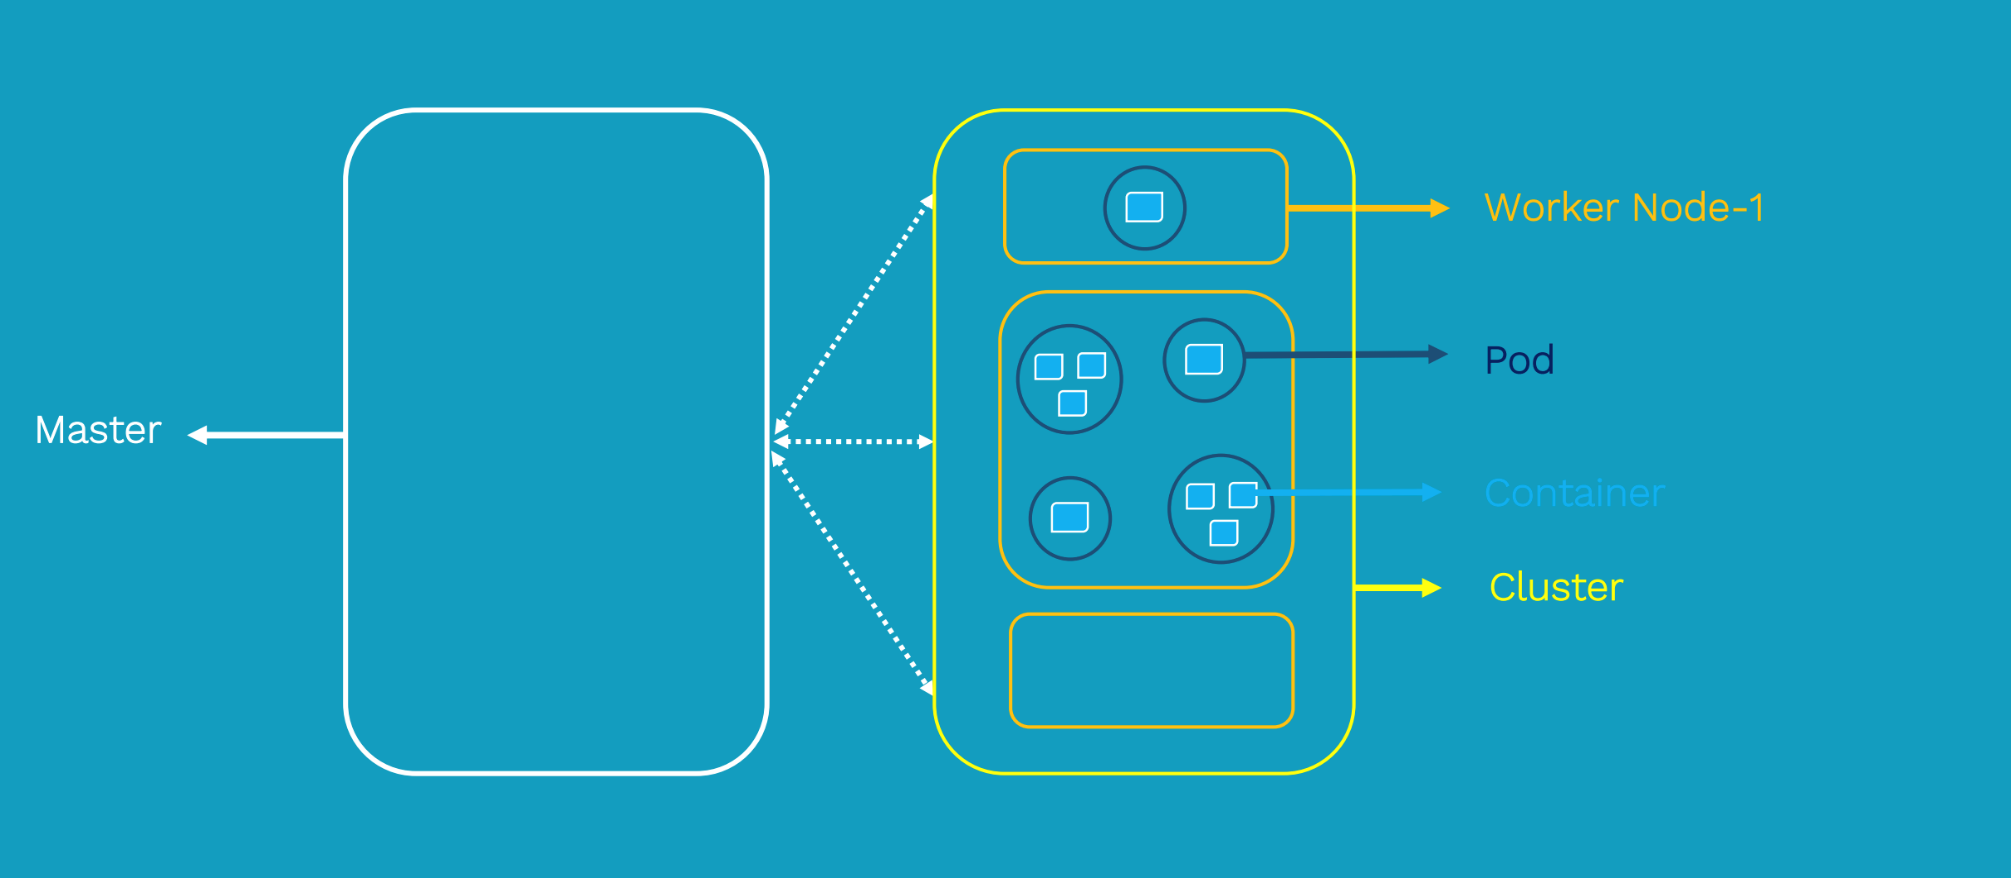 Worker Node-1
Pod
Master
Container
Cluster